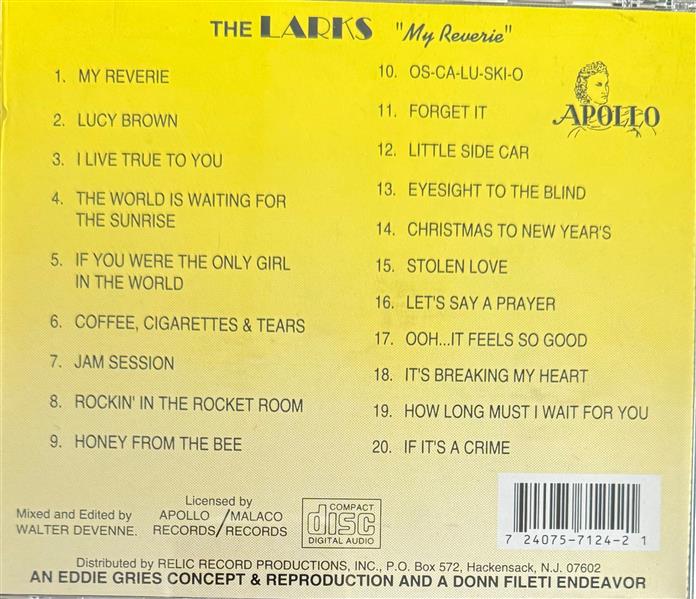 THE LARKS "My Reverie"
1. MY REVERIE
2. LUCY BROWN
3. I LIVE TRUE TO YOU
4. THE WORLD IS WAITING FOR
THE SUNRISE
5. IF YOU WERE THE ONLY GIRL
IN THE WORLD
6. COFFEE, CIGARETTES & TEARS
7. JAM SESSION
8. ROCKIN' IN THE ROCKET ROOM
9. HONEY FROM THE BEE
10. OS-CA-LU-SKI-O
11. FORGET IT
12. LITTLE SIDE CAR
13. EYESIGHT TO THE BLIND
14. CHRISTMAS TO NEW YEAR'S
15. STOLEN LOVE
16. LET'S SAY A PRAYER
17. OOH...IT FEELS SO GOOD
18. IT'S BREAKING MY HEART
19. HOW LONG MUST I WAIT FOR YOU
20. IF IT'S A CRIME
APOLLO
Mixed and Edited by
WALTER DEVENNE.
Licensed by
APOLLO / MALACO
RECORDS / RECORDS
COMPACT
disc
DIGITAL AUDIO
7 24075-7124-2 1
Distributed by RELIC RECORD PRODUCTIONS, INC., P.O. Box 572, Hackensack, N.J. 07602
AN EDDIE GRIES CONCEPT & REPRODUCTION AND A DONN FILETI ENDEAVOR